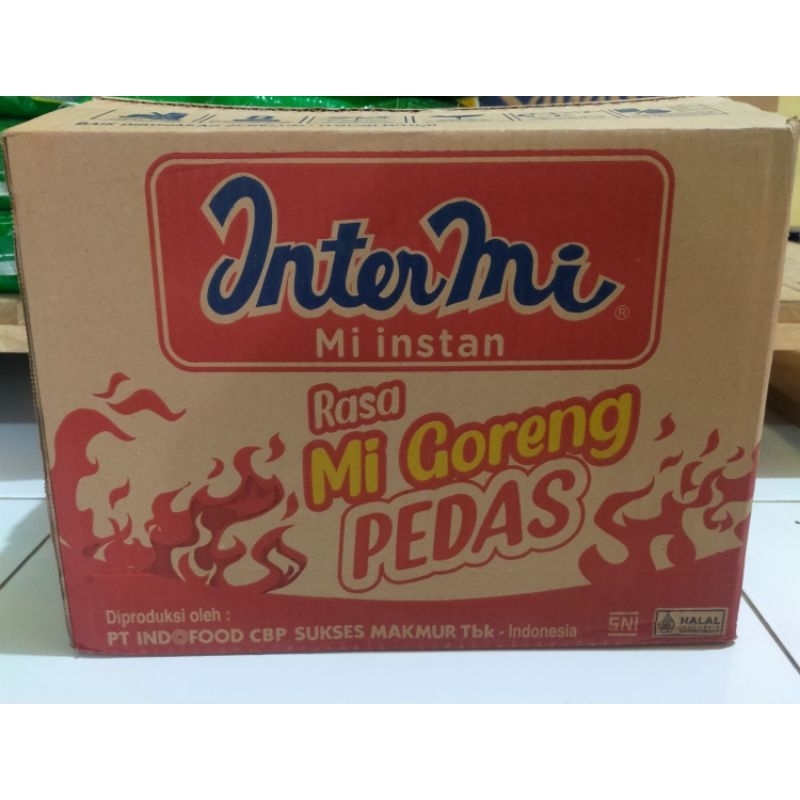 InterMi®
Mi instan
Rasa
Mi Goreng
PEDAS
Diproduksi oleh :
PT INDOFOOD CBP SUKSES MAKMUR Tbk - Indonesia
SNI
HALAL